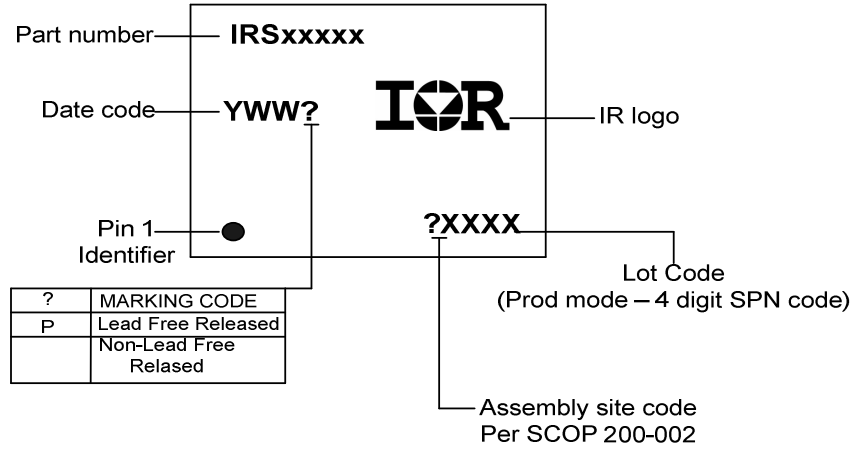 Part number
IRSxxxxx
Date code
YWW?
IOR
IR logo
Pin 1
Identifier
?XXXX
Lot Code
(Prod mode – 4 digit SPN code)
? MARKING CODE
P Lead Free Released
Non-Lead Free
Relased
Assembly site code
Per SCOP 200-002